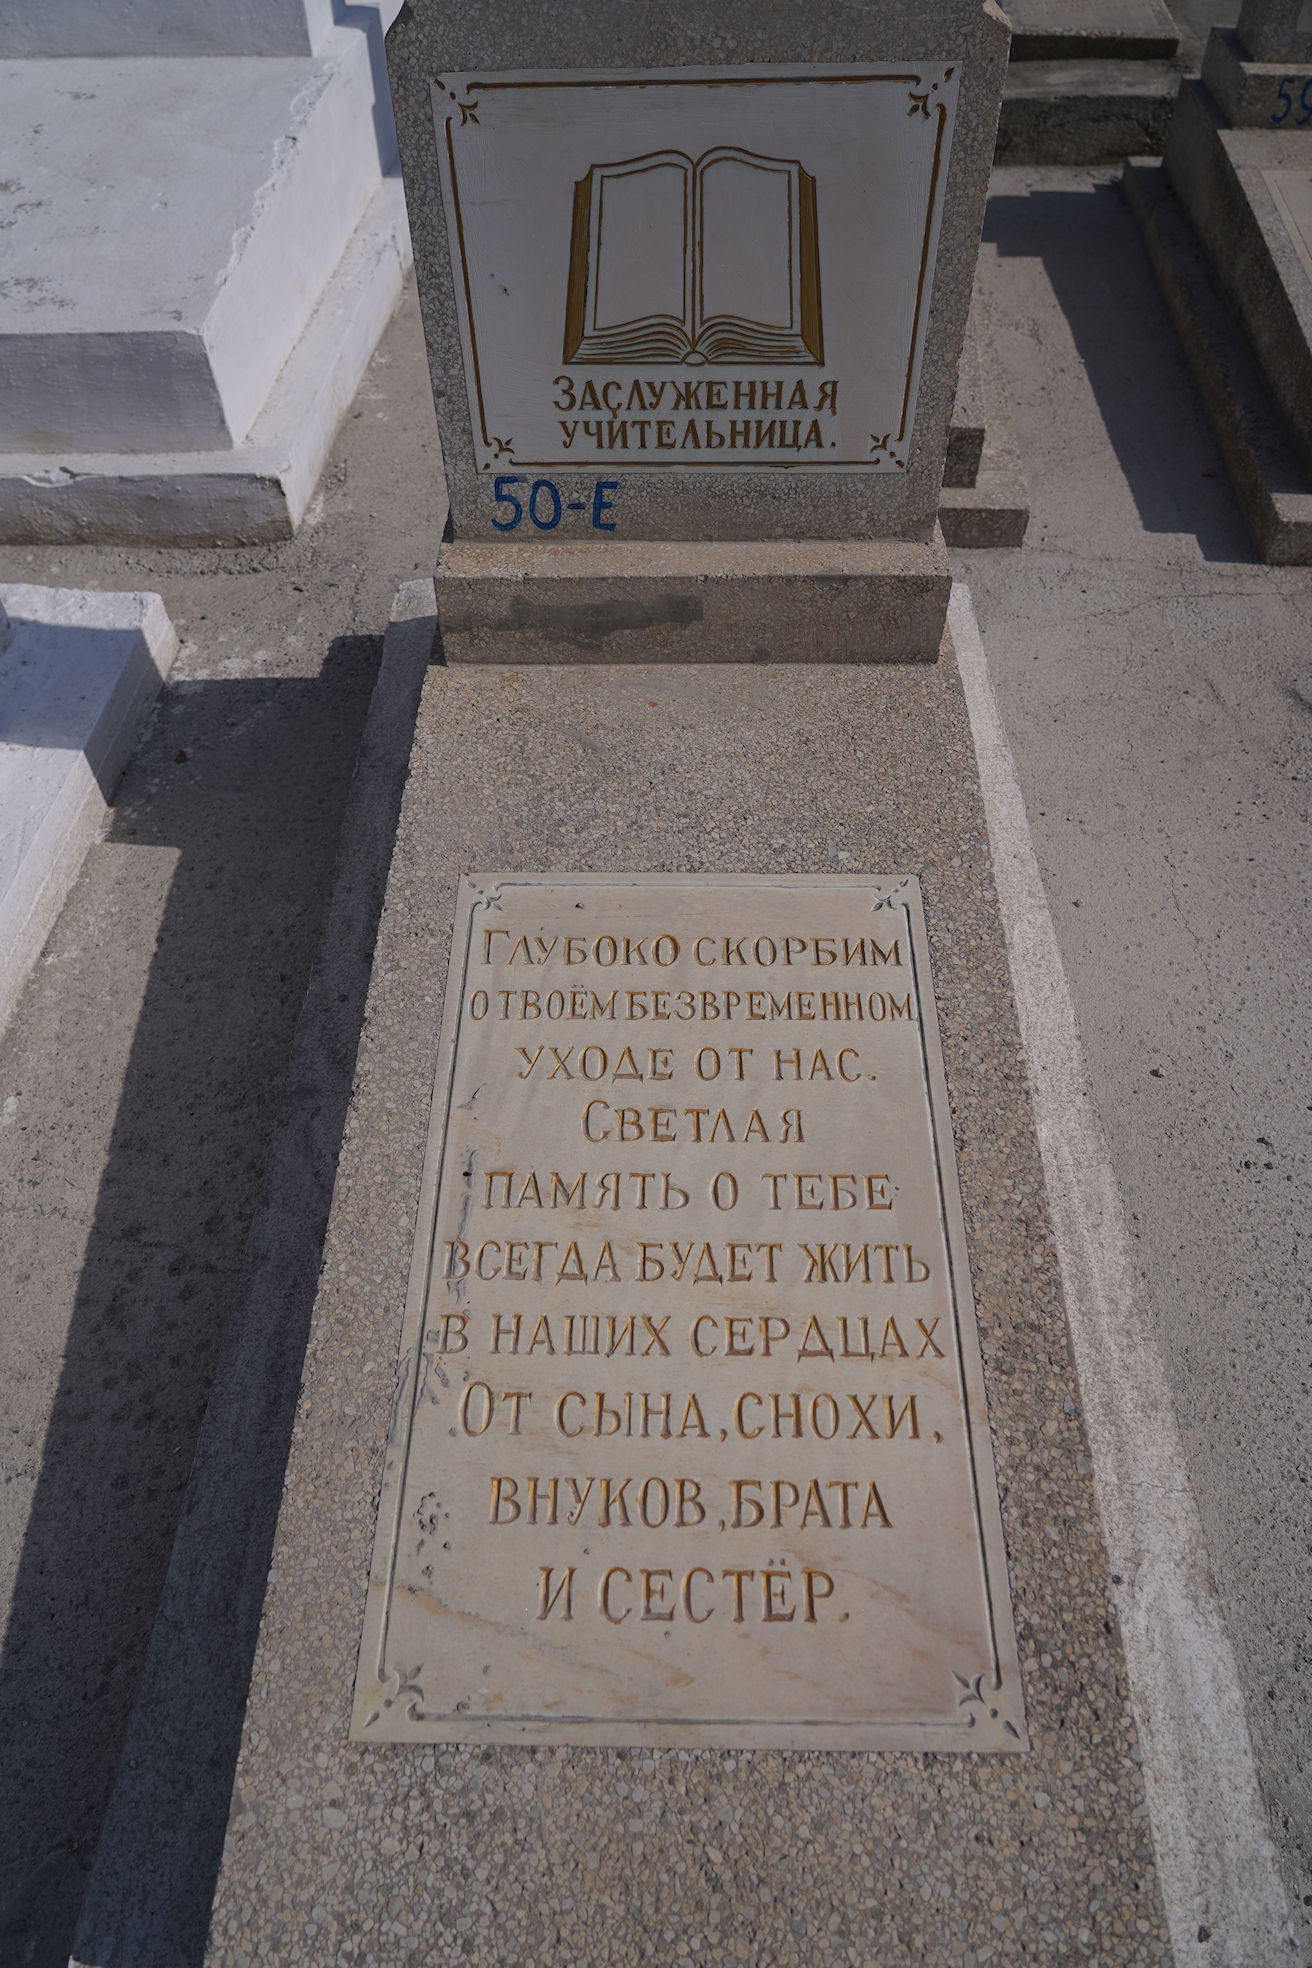 ЗАСЛУЖЕННАЯ
УЧИТЕЛЬНИЦА.
50-Е
ГЛУБОКО СКОРБИМ
О ТВОЁМ БЕЗВРЕМЕННОМ
УХОДЕ ОТ НАС.
СВЕТЛАЯ
ПАМЯТЬ О ТЕБЕ
ВСЕГДА БУДЕТ ЖИТЬ
В НАШИХ СЕРДЦАХ
ОТ СЫНА, СНОХИ,
ВНУКОВ, БРАТА
И СЕСТЁР.